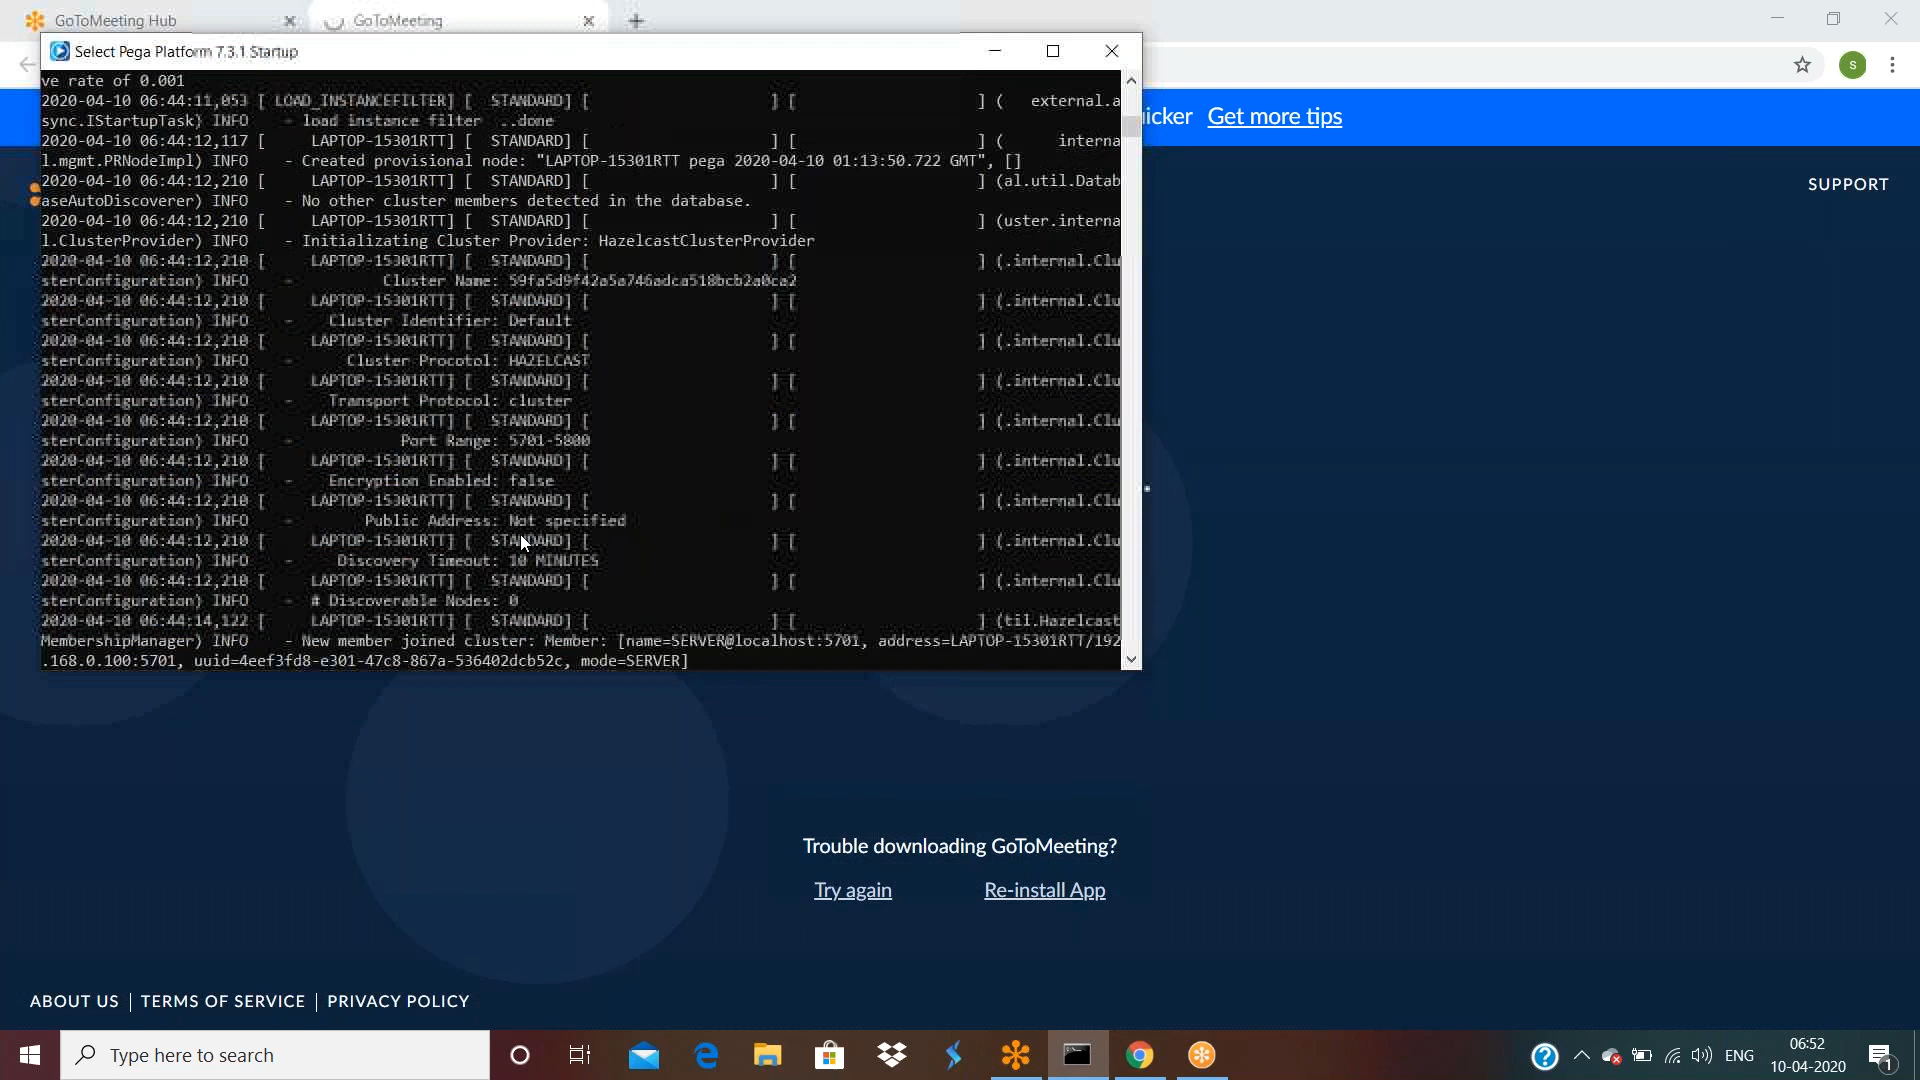 GoToMeeting Hub
GoToMeeting
Select Pega Platform 7.3.1 Startup
ve rate of 0.001
2020-04-10 06:44:11,053 [ LOAD_INSTANCEFILTER] [  STANDARD] [                    ] [                    ] (   external.a
sync.IStartupTask) INFO    - load instance filter  ..done
2020-04-10 06:44:12,117 [     LAPTOP-15301RTT] [  STANDARD] [                    ] [                    ] (      interna
l.mgmt.PRNodeImpl) INFO    - Created provisional node: "LAPTOP-15301RTT pega 2020-04-10 01:13:50.722 GMT", []
2020-04-10 06:44:12,210 [     LAPTOP-15301RTT] [  STANDARD] [                    ] [                    ] (al.util.Datab
aseAutoDiscoverer) INFO    - No other cluster members detected in the database.
2020-04-10 06:44:12,210 [     LAPTOP-15301RTT] [  STANDARD] [                    ] [                    ] (uster.interna
l.ClusterProvider) INFO    - Initializating Cluster Provider: HazelcastClusterProvider
2020-04-10 06:44:12,210 [     LAPTOP-15301RTT] [  STANDARD] [                    ] [                    ] (.internal.Clu
sterConfiguration) INFO    -          Cluster Name: 59fa5d9f42a5a746adca518bcb2a0ca2
2020-04-10 06:44:12,210 [     LAPTOP-15301RTT] [  STANDARD] [                    ] [                    ] (.internal.Clu
sterConfiguration) INFO    -    Cluster Identifier: Default
2020-04-10 06:44:12,210 [     LAPTOP-15301RTT] [  STANDARD] [                    ] [                    ] (.internal.Clu
sterConfiguration) INFO    -      Cluster Procotol: HAZELCAST
2020-04-10 06:44:12,210 [     LAPTOP-15301RTT] [  STANDARD] [                    ] [                    ] (.internal.Clu
sterConfiguration) INFO    -    Transport Protocol: cluster
2020-04-10 06:44:12,210 [     LAPTOP-15301RTT] [  STANDARD] [                    ] [                    ] (.internal.Clu
sterConfiguration) INFO    -            Port Range: 5701-5800
2020-04-10 06:44:12,210 [     LAPTOP-15301RTT] [  STANDARD] [                    ] [                    ] (.internal.Clu
sterConfiguration) INFO    -    Encryption Enabled: false
2020-04-10 06:44:12,210 [     LAPTOP-15301RTT] [  STANDARD] [                    ] [                    ] (.internal.Clu
sterConfiguration) INFO    -        Public Address: Not specified
2020-04-10 06:44:12,210 [     LAPTOP-15301RTT] [  STANDARD] [                    ] [                    ] (.internal.Clu
sterConfiguration) INFO    -     Discovery Timeout: 10 MINUTES
2020-04-10 06:44:12,210 [     LAPTOP-15301RTT] [  STANDARD] [                    ] [                    ] (.internal.Clu
sterConfiguration) INFO    -  # Discoverable Nodes: 0
2020-04-10 06:44:14,122 [     LAPTOP-15301RTT] [  STANDARD] [                    ] [                    ] (til.Hazelcast
MembershipManager) INFO    - New member joined cluster: Member: [name=SERVER@localhost:5701, address=LAPTOP-15301RTT/192
.168.0.100:5701, uuid=4eef3fd8-e301-47c8-867a-536402dcb52c, mode=SERVER]
S
icker Get more tips
SUPPORT
Trouble downloading GoToMeeting?
Try again Re-install App
ABOUT US | TERMS OF SERVICE | PRIVACY POLICY
Type here to search
ENG
06:52
10-04-2020
1